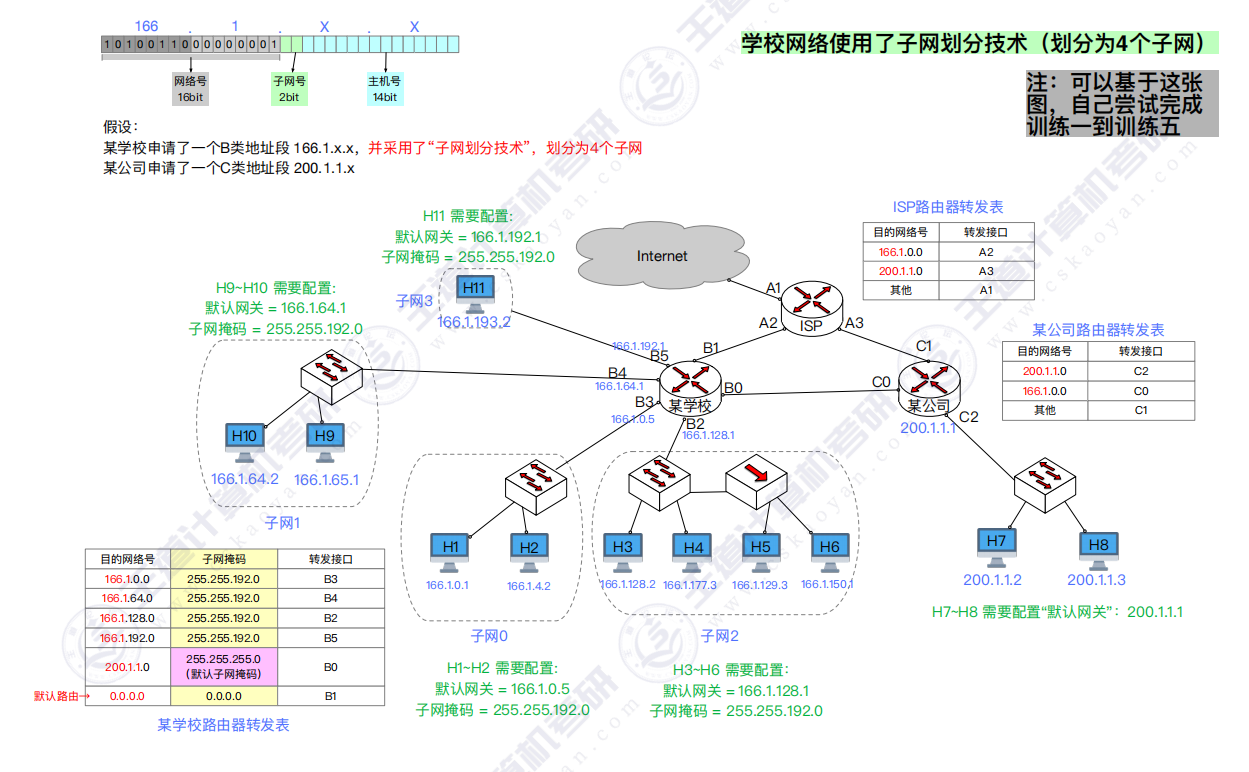 166 . 1 . X . X
1 0 1 0 0 1 1 0 0 0 0 0 0 0 0 1
网络号
16bit
子网号
2bit
主机号
14bit
学校网络使用了子网划分技术（划分为4个子网）
注：可以基于这张
图，自己尝试完成
训练一到训练五
假设：
某学校申请了一个B类地址段 166.1.x.x，并采用了“子网划分技术”，划分为4个子网
某公司申请了一个C类地址段 200.1.1.x
H11 需要配置:
默认网关 = 166.1.192.1
子网掩码 = 255.255.192.0
子网3
H11
166.1.193.2
Internet
ISP路由器转发表
目的网络号 转发接口
166.1.0.0 A2
200.1.1.0 A3
其他 A1
A1
A2
A3
ISP
H9~H10 需要配置:
默认网关 = 166.1.64.1
子网掩码 = 255.255.192.0
H10
H9
166.1.64.2
166.1.65.1
子网1
166.1.192.1
B5
B1
B4
166.1.64.1
B3
166.1.0.5
B0
某学校
B2
166.1.128.1
C1
C0
某公司
200.1.1.1
C2
某公司路由器转发表
目的网络号 转发接口
200.1.1.0 C2
166.1.0.0 C0
其他 C1
H1
H2
166.1.0.1
166.1.4.2
子网0
H1~H2 需要配置:
默认网关 = 166.1.0.5
子网掩码 = 255.255.192.0
H3
H4
H5
H6
166.1.128.2
166.1.177.3
166.1.129.3
166.1.150.1
子网2
H3~H6 需要配置:
默认网关 = 166.1.128.1
子网掩码 = 255.255.192.0
H7
H8
200.1.1.2
200.1.1.3
H7~H8 需要配置“默认网关”：200.1.1.1
目的网络号 子网掩码 转发接口
166.1.0.0 255.255.192.0 B3
166.1.64.0 255.255.192.0 B4
166.1.128.0 255.255.192.0 B2
166.1.192.0 255.255.192.0 B5
200.1.1.0 255.255.255.0 B0
（默认子网掩码）
默认路由→ 0.0.0.0 0.0.0.0 B1
某学校路由器转发表
王道计算机考研
www.cskaoyan.com